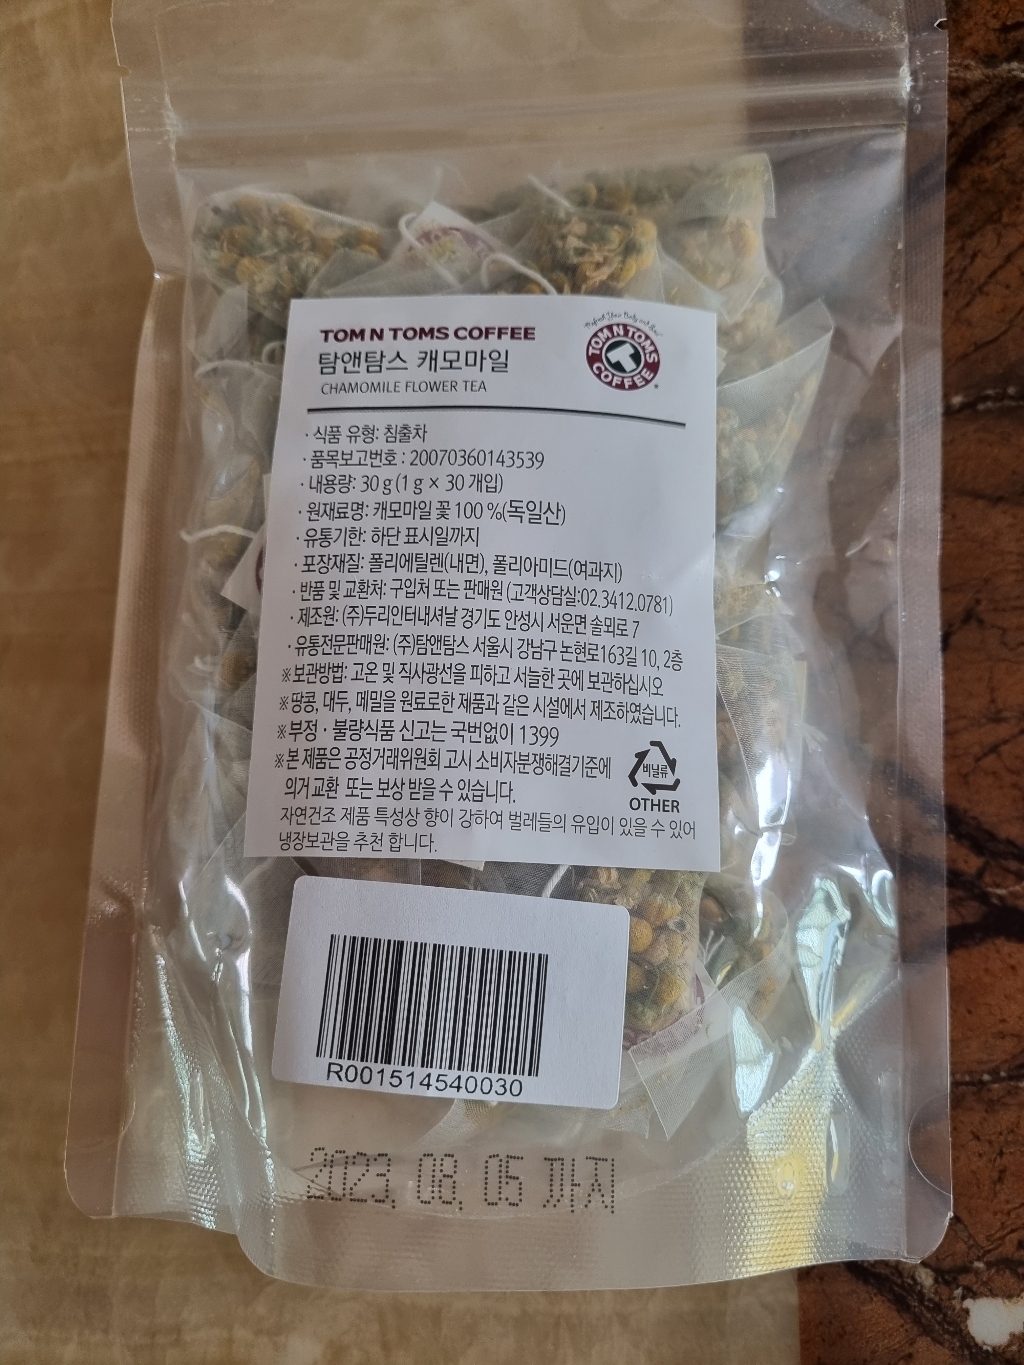 TOM N TOMS COFFEE
탐앤탐스 캐모마일
CHAMOMILE FLOWER TEA
TOM N TOMS
T
COFFEE
· 식품 유형: 침출차
· 품목보고번호 : 20070360143539
· 내용량: 30 g (1 g × 30 개입)
· 원재료명: 캐모마일 꽃 100 %(독일산)
· 유통기한: 하단 표시일까지
· 포장재질: 폴리에틸렌(내면), 폴리아미드(여과지)
· 반품 및 교환처: 구입처 또는 판매원 (고객상담실:02.3412.0781)
· 제조원: (주)두리인터내셔날 경기도 안성시 서운면 솔뫼로 7
· 유통전문판매원: (주)탐앤탐스 서울시 강남구 논현로163길 10, 2층
※ 보관방법: 고온 및 직사광선을 피하고 서늘한 곳에 보관하십시오
※ 땅콩, 대두, 메밀을 원료로한 제품과 같은 시설에서 제조하였습니다.
※ 부정 · 불량식품 신고는 국번없이 1399
※ 본 제품은 공정거래위원회 고시 소비자분쟁해결기준에
의거 교환 또는 보상 받을 수 있습니다.
비닐류
OTHER
자연건조 제품 특성상 향이 강하여 벌레들의 유입이 있을 수 있어
냉장보관을 추천 합니다.
R001514540030
2023. 08. 05 까지